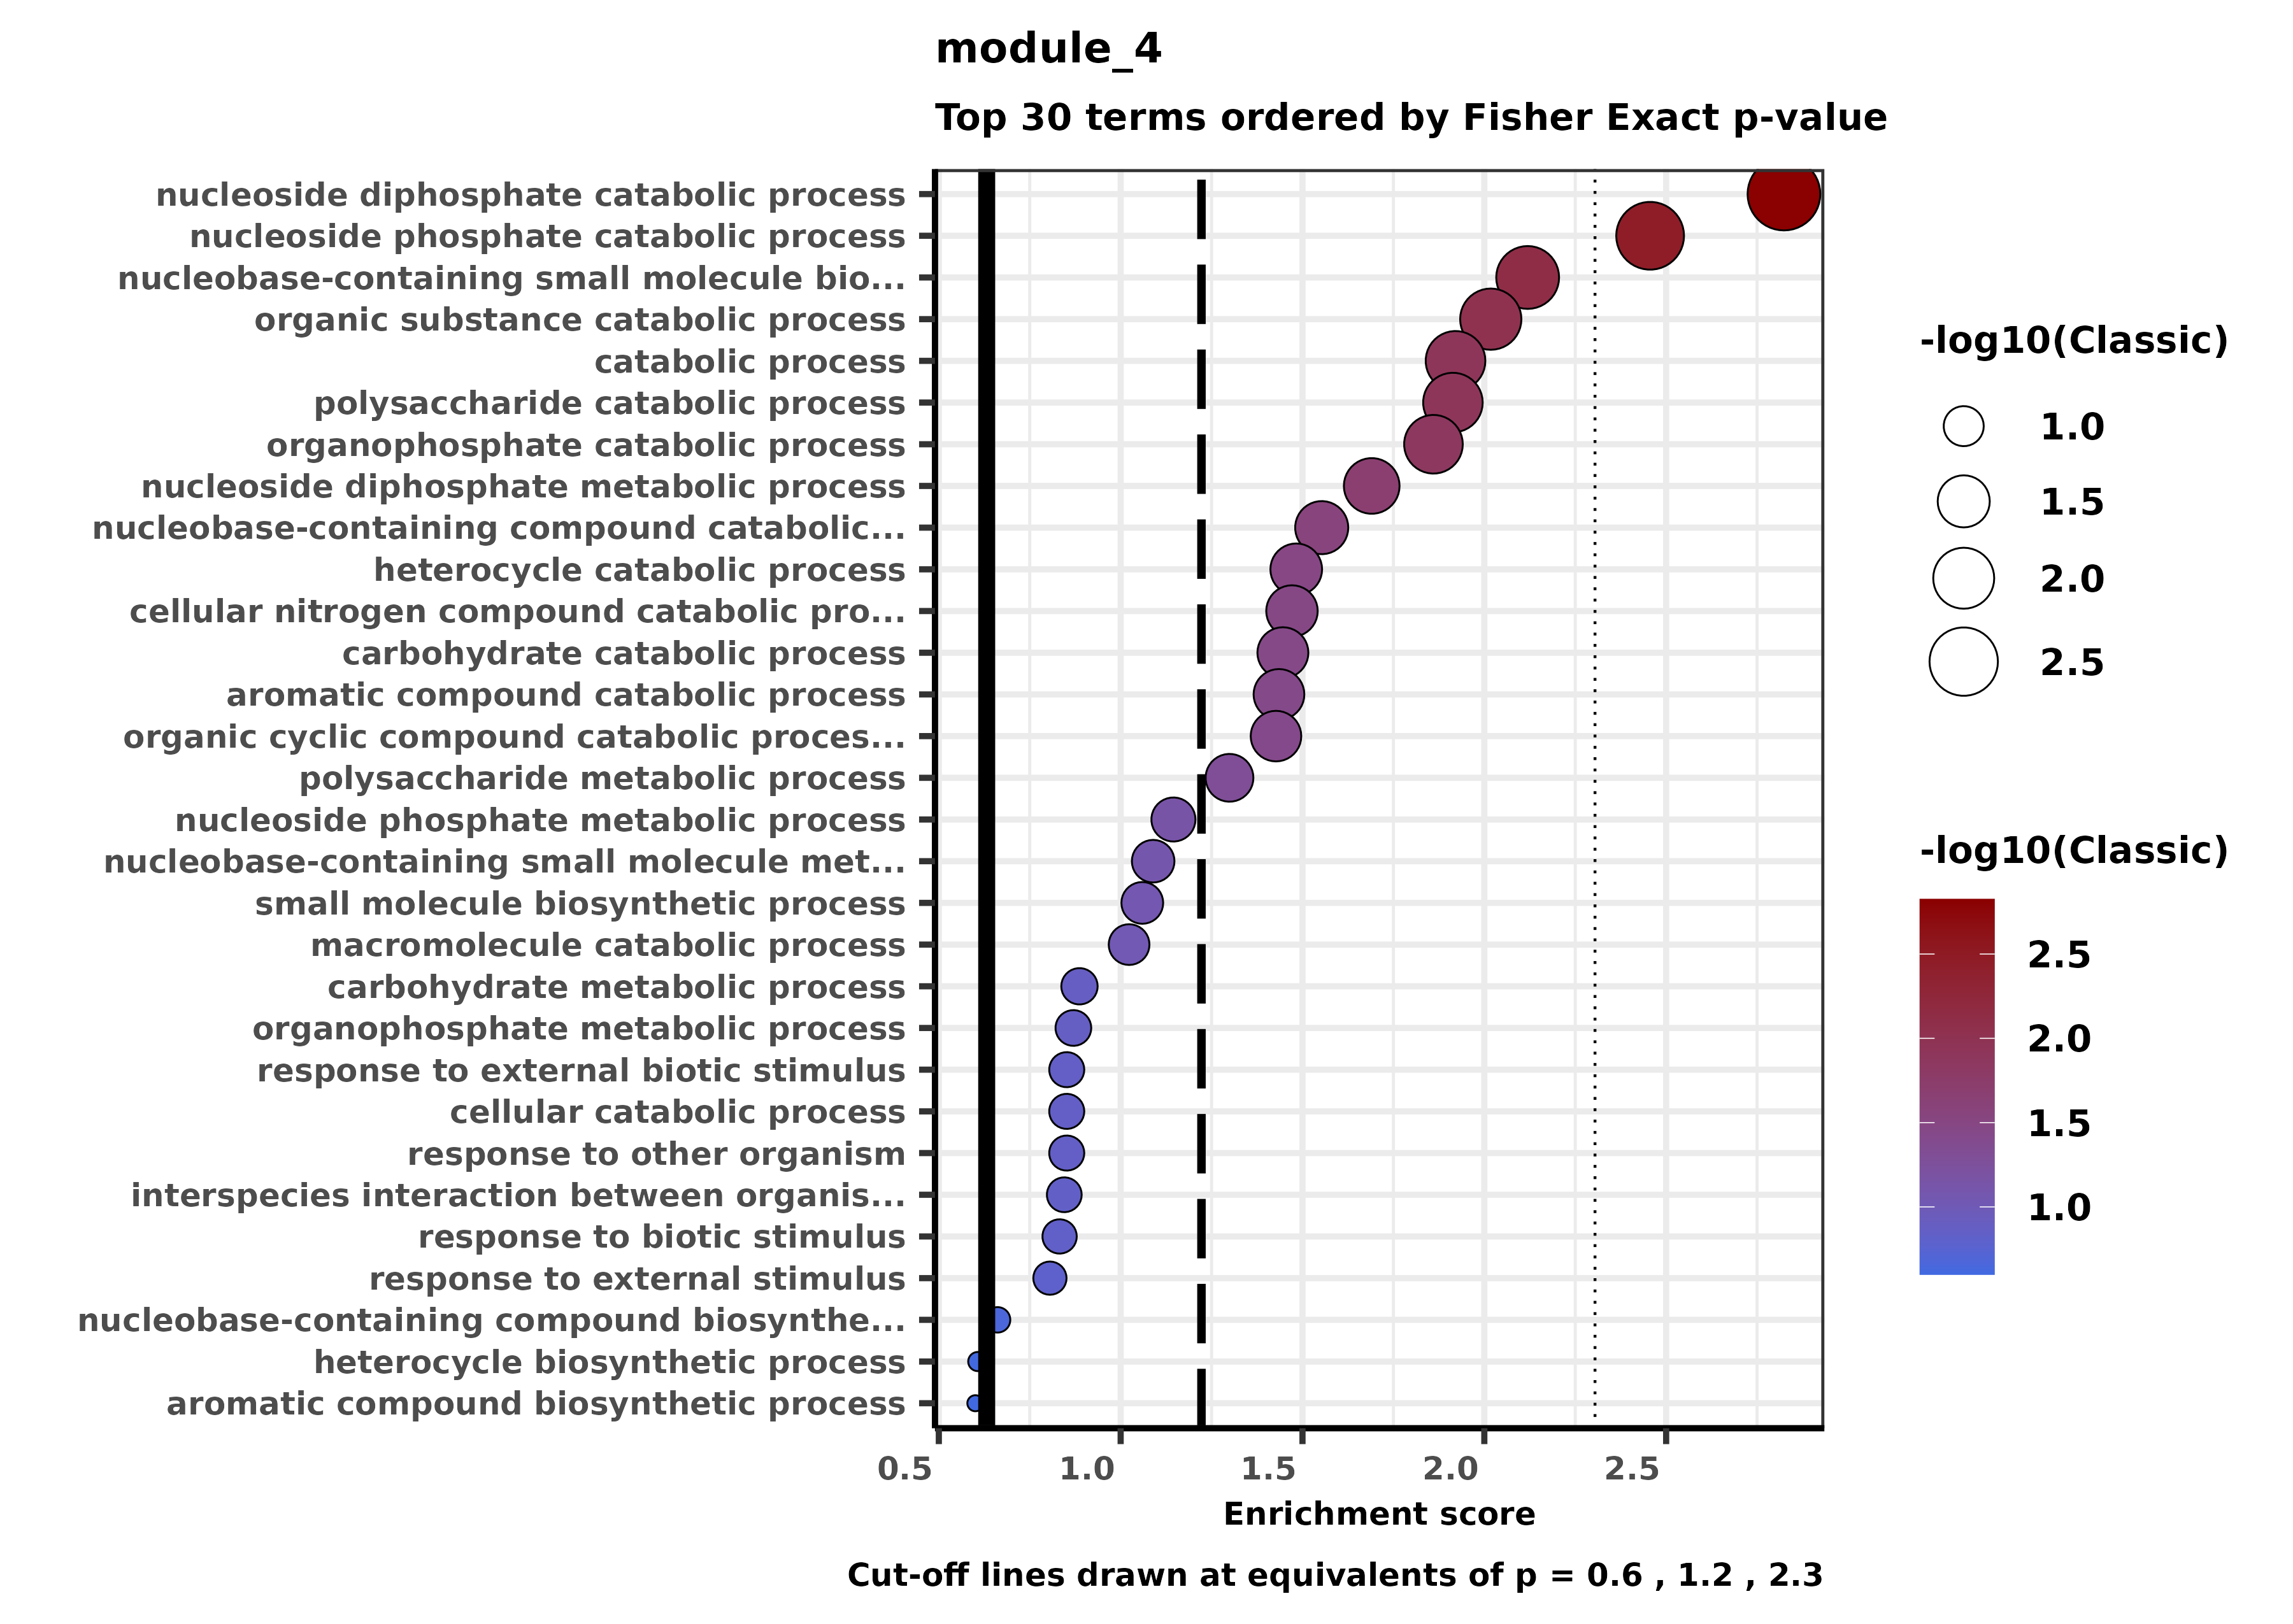 module_4
Top 30 terms ordered by Fisher Exact p-value
nucleoside diphosphate catabolic process
nucleoside phosphate catabolic process
nucleobase-containing small molecule bio...
organic substance catabolic process
catabolic process
polysaccharide catabolic process
organophosphate catabolic process
nucleoside diphosphate metabolic process
nucleobase-containing compound catabolic...
heterocycle catabolic process
cellular nitrogen compound catabolic pro...
carbohydrate catabolic process
aromatic compound catabolic process
organic cyclic compound catabolic proces...
polysaccharide metabolic process
nucleoside phosphate metabolic process
nucleobase-containing small molecule met...
small molecule biosynthetic process
macromolecule catabolic process
carbohydrate metabolic process
organophosphate metabolic process
response to external biotic stimulus
cellular catabolic process
response to other organism
interspecies interaction between organis...
response to biotic stimulus
response to external stimulus
nucleobase-containing compound biosynthe...
heterocycle biosynthetic process
aromatic compound biosynthetic process
0.5 1.0 1.5 2.0 2.5
Enrichment score
Cut-off lines drawn at equivalents of p = 0.6 , 1.2 , 2.3
-log10(Classic)
1.0
1.5
2.0
2.5
-log10(Classic)
2.5
2.0
1.5
1.0